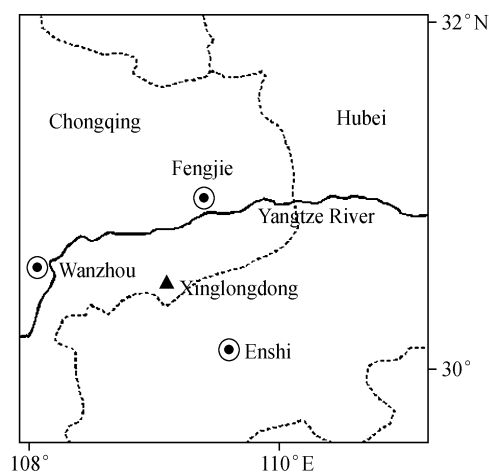 32°N
Chongqing
Hubei
Fengjie
Yangtze River
Wanzhou
Xinglongdong
Enshi
30°
108°
110°E